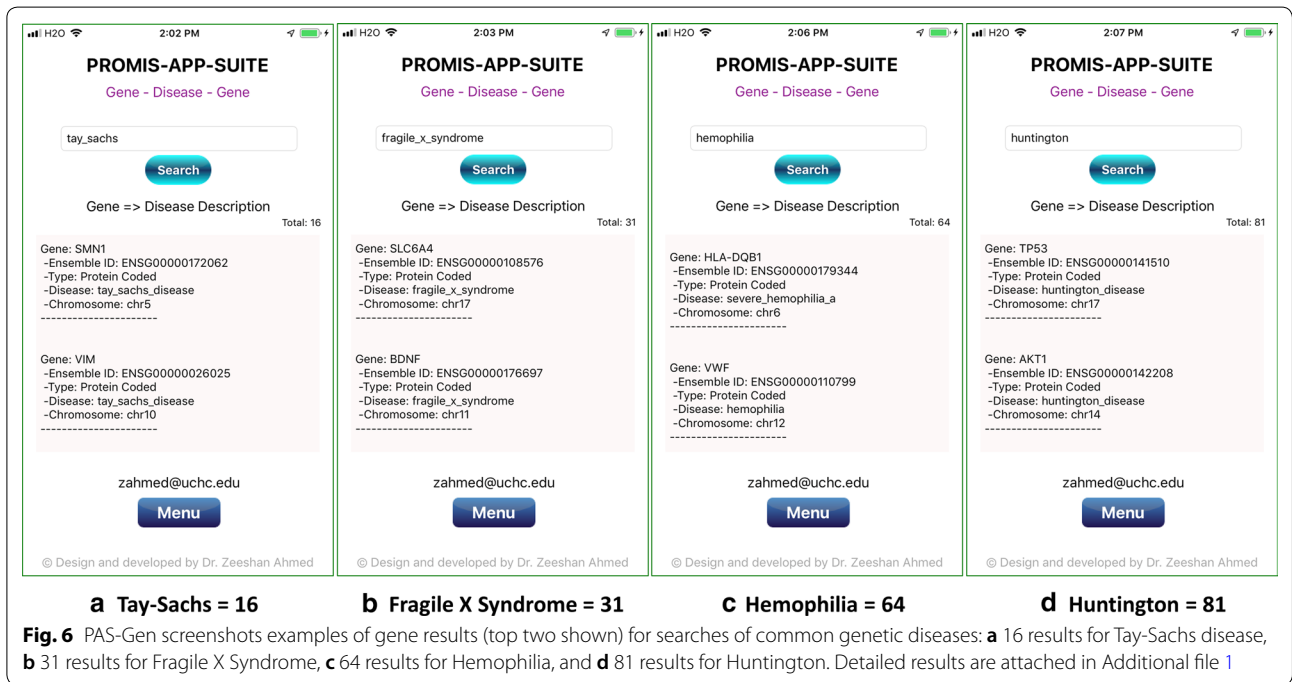 H2O 2:02 PM
PROMIS-APP-SUITE
Gene - Disease - Gene
tay_sachs
Search
Gene => Disease Description
Total: 16
Gene: SMN1
-Ensemble ID: ENSG00000172062
-Type: Protein Coded
-Disease: tay_sachs_disease
-Chromosome: chr5
----------------------
Gene: VIM
-Ensemble ID: ENSG00000026025
-Type: Protein Coded
-Disease: tay_sachs_disease
-Chromosome: chr10
----------------------
zahmed@uchc.edu
Menu
© Design and developed by Dr. Zeeshan Ahmed
a Tay-Sachs = 16
H2O 2:03 PM
PROMIS-APP-SUITE
Gene - Disease - Gene
fragile_x_syndrome
Search
Gene => Disease Description
Total: 31
Gene: SLC6A4
-Ensemble ID: ENSG00000108576
-Type: Protein Coded
-Disease: fragile_x_syndrome
-Chromosome: chr17
----------------------
Gene: BDNF
-Ensemble ID: ENSG00000176697
-Type: Protein Coded
-Disease: fragile_x_syndrome
-Chromosome: chr11
----------------------
zahmed@uchc.edu
Menu
© Design and developed by Dr. Zeeshan Ahmed
b Fragile X Syndrome = 31
H2O 2:06 PM
PROMIS-APP-SUITE
Gene - Disease - Gene
hemophilia
Search
Gene => Disease Description
Total: 64
Gene: HLA-DQB1
-Ensemble ID: ENSG00000179344
-Type: Protein Coded
-Disease: severe_hemophilia_a
-Chromosome: chr6
----------------------
Gene: VWF
-Ensemble ID: ENSG00000110799
-Type: Protein Coded
-Disease: hemophilia
-Chromosome: chr12
----------------------
zahmed@uchc.edu
Menu
© Design and developed by Dr. Zeeshan Ahmed
c Hemophilia = 64
H2O 2:07 PM
PROMIS-APP-SUITE
Gene - Disease - Gene
huntington
Search
Gene => Disease Description
Total: 81
Gene: TP53
-Ensemble ID: ENSG00000141510
-Type: Protein Coded
-Disease: huntington_disease
-Chromosome: chr17
----------------------
Gene: AKT1
-Ensemble ID: ENSG00000142208
-Type: Protein Coded
-Disease: huntington_disease
-Chromosome: chr14
----------------------
zahmed@uchc.edu
Menu
© Design and developed by Dr. Zeeshan Ahmed
d Huntington = 81
Fig. 6 PAS-Gen screenshots examples of gene results (top two shown) for searches of common genetic diseases: a 16 results for Tay-Sachs disease,
b 31 results for Fragile X Syndrome, c 64 results for Hemophilia, and d 81 results for Huntington. Detailed results are attached in Additional file 1